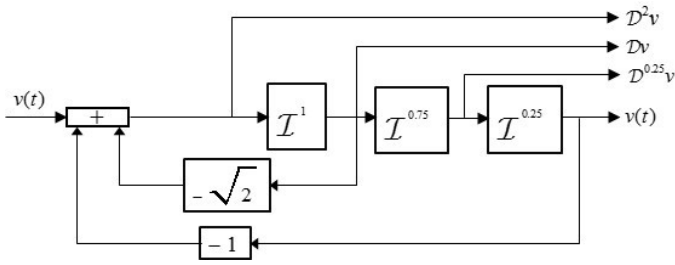 𝒟²v
𝒟v
𝒟^0.25 v
v(t)
+
ℐ^1
ℐ^0.75
ℐ^0.25
v(t)
-√2
-1